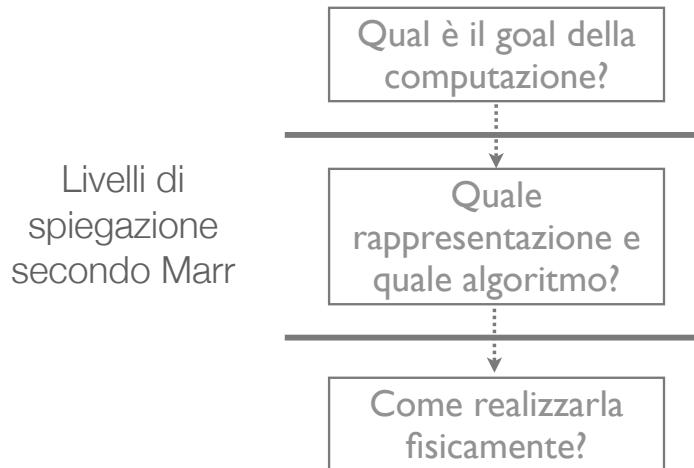 Qual è il goal della
computazione?
Livelli di
spiegazione
secondo Marr
Quale
rappresentazione e
quale algoritmo?
Come realizzarla
fisicamente?